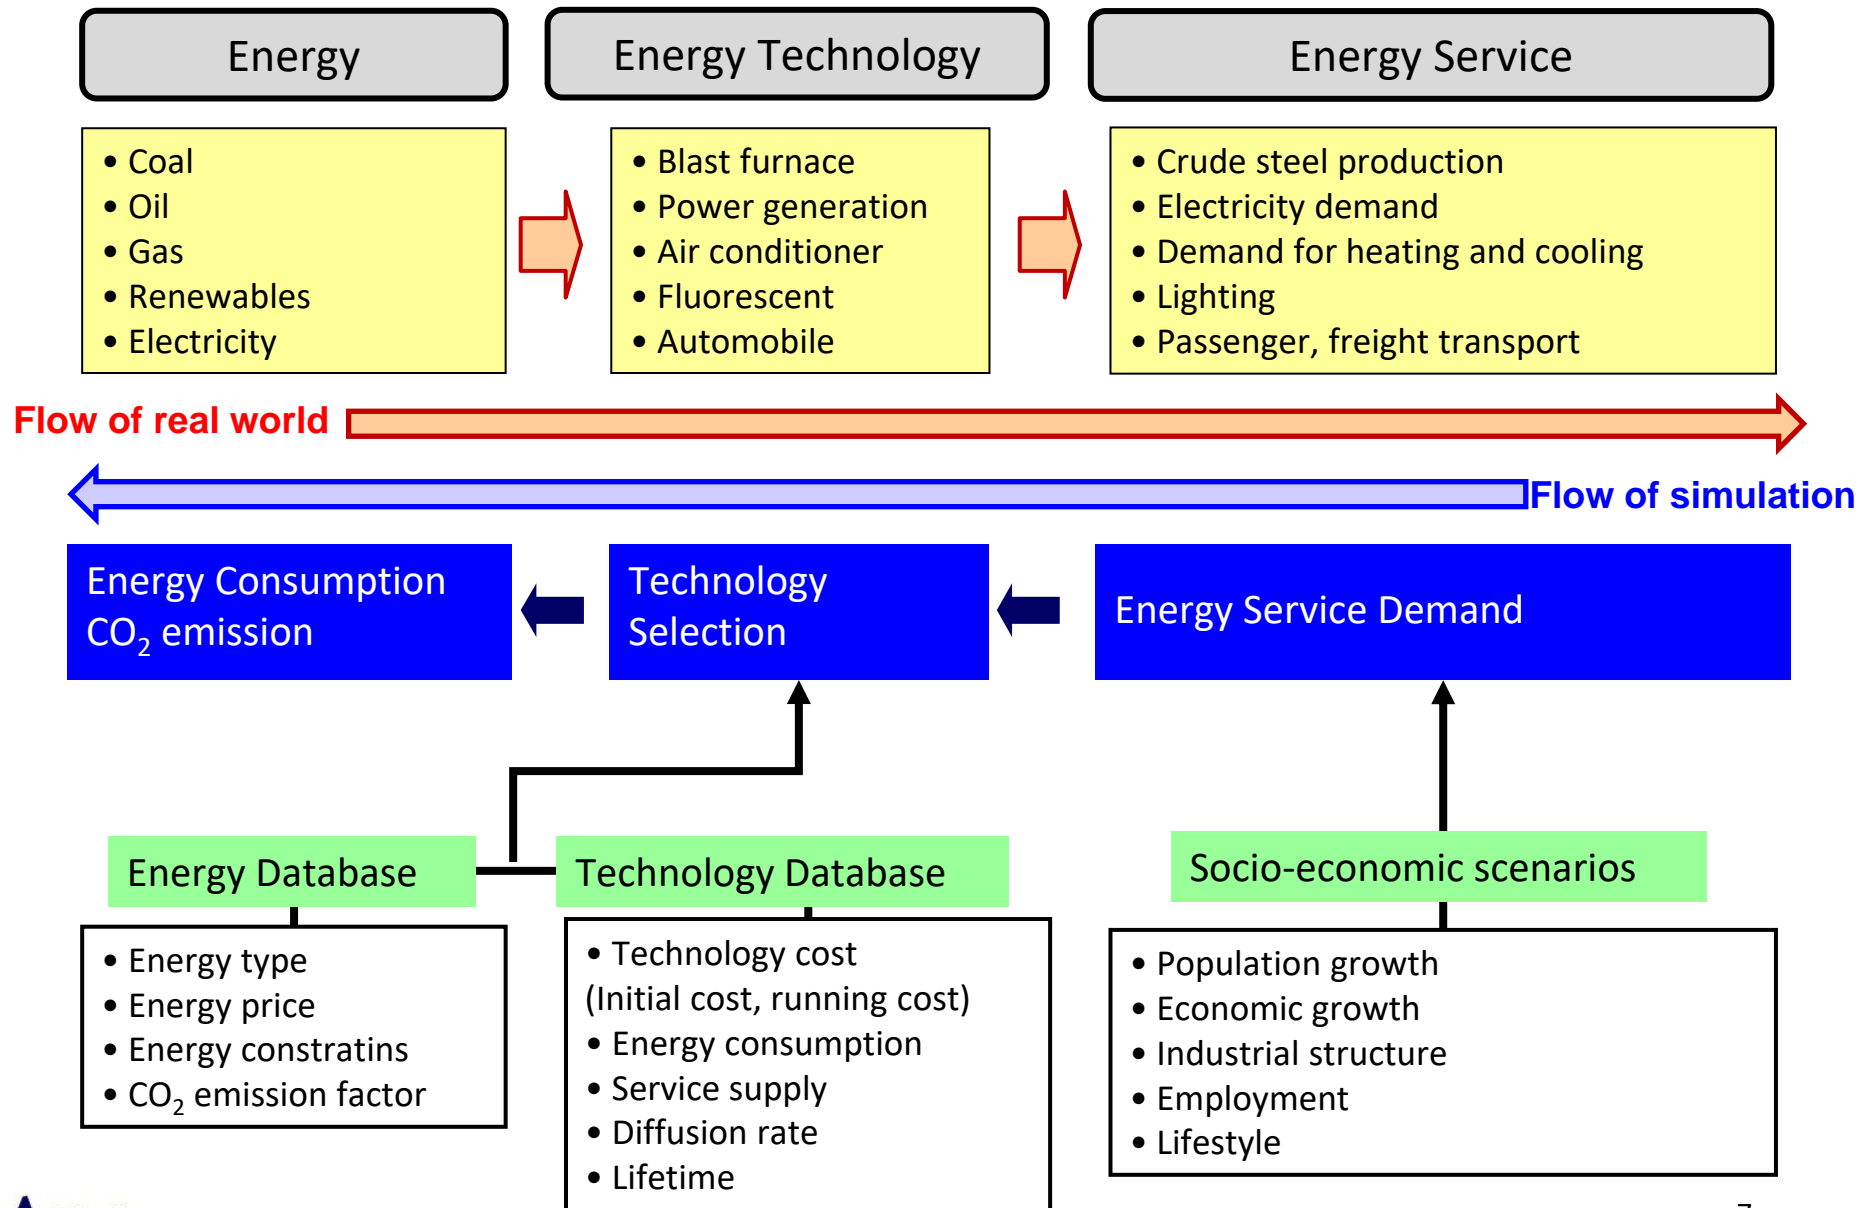 Energy
Energy Technology
Energy Service
• Coal
• Oil
• Gas
• Renewables
• Electricity
• Blast furnace
• Power generation
• Air conditioner
• Fluorescent
• Automobile
• Crude steel production
• Electricity demand
• Demand for heating and cooling
• Lighting
• Passenger, freight transport
Flow of real world
Flow of simulation
Energy Consumption
CO₂ emission
Technology
Selection
Energy Service Demand
Energy Database
Technology Database
Socio-economic scenarios
• Energy type
• Energy price
• Energy constratins
• CO₂ emission factor
• Technology cost
(Initial cost, running cost)
• Energy consumption
• Service supply
• Diffusion rate
• Lifetime
• Population growth
• Economic growth
• Industrial structure
• Employment
• Lifestyle